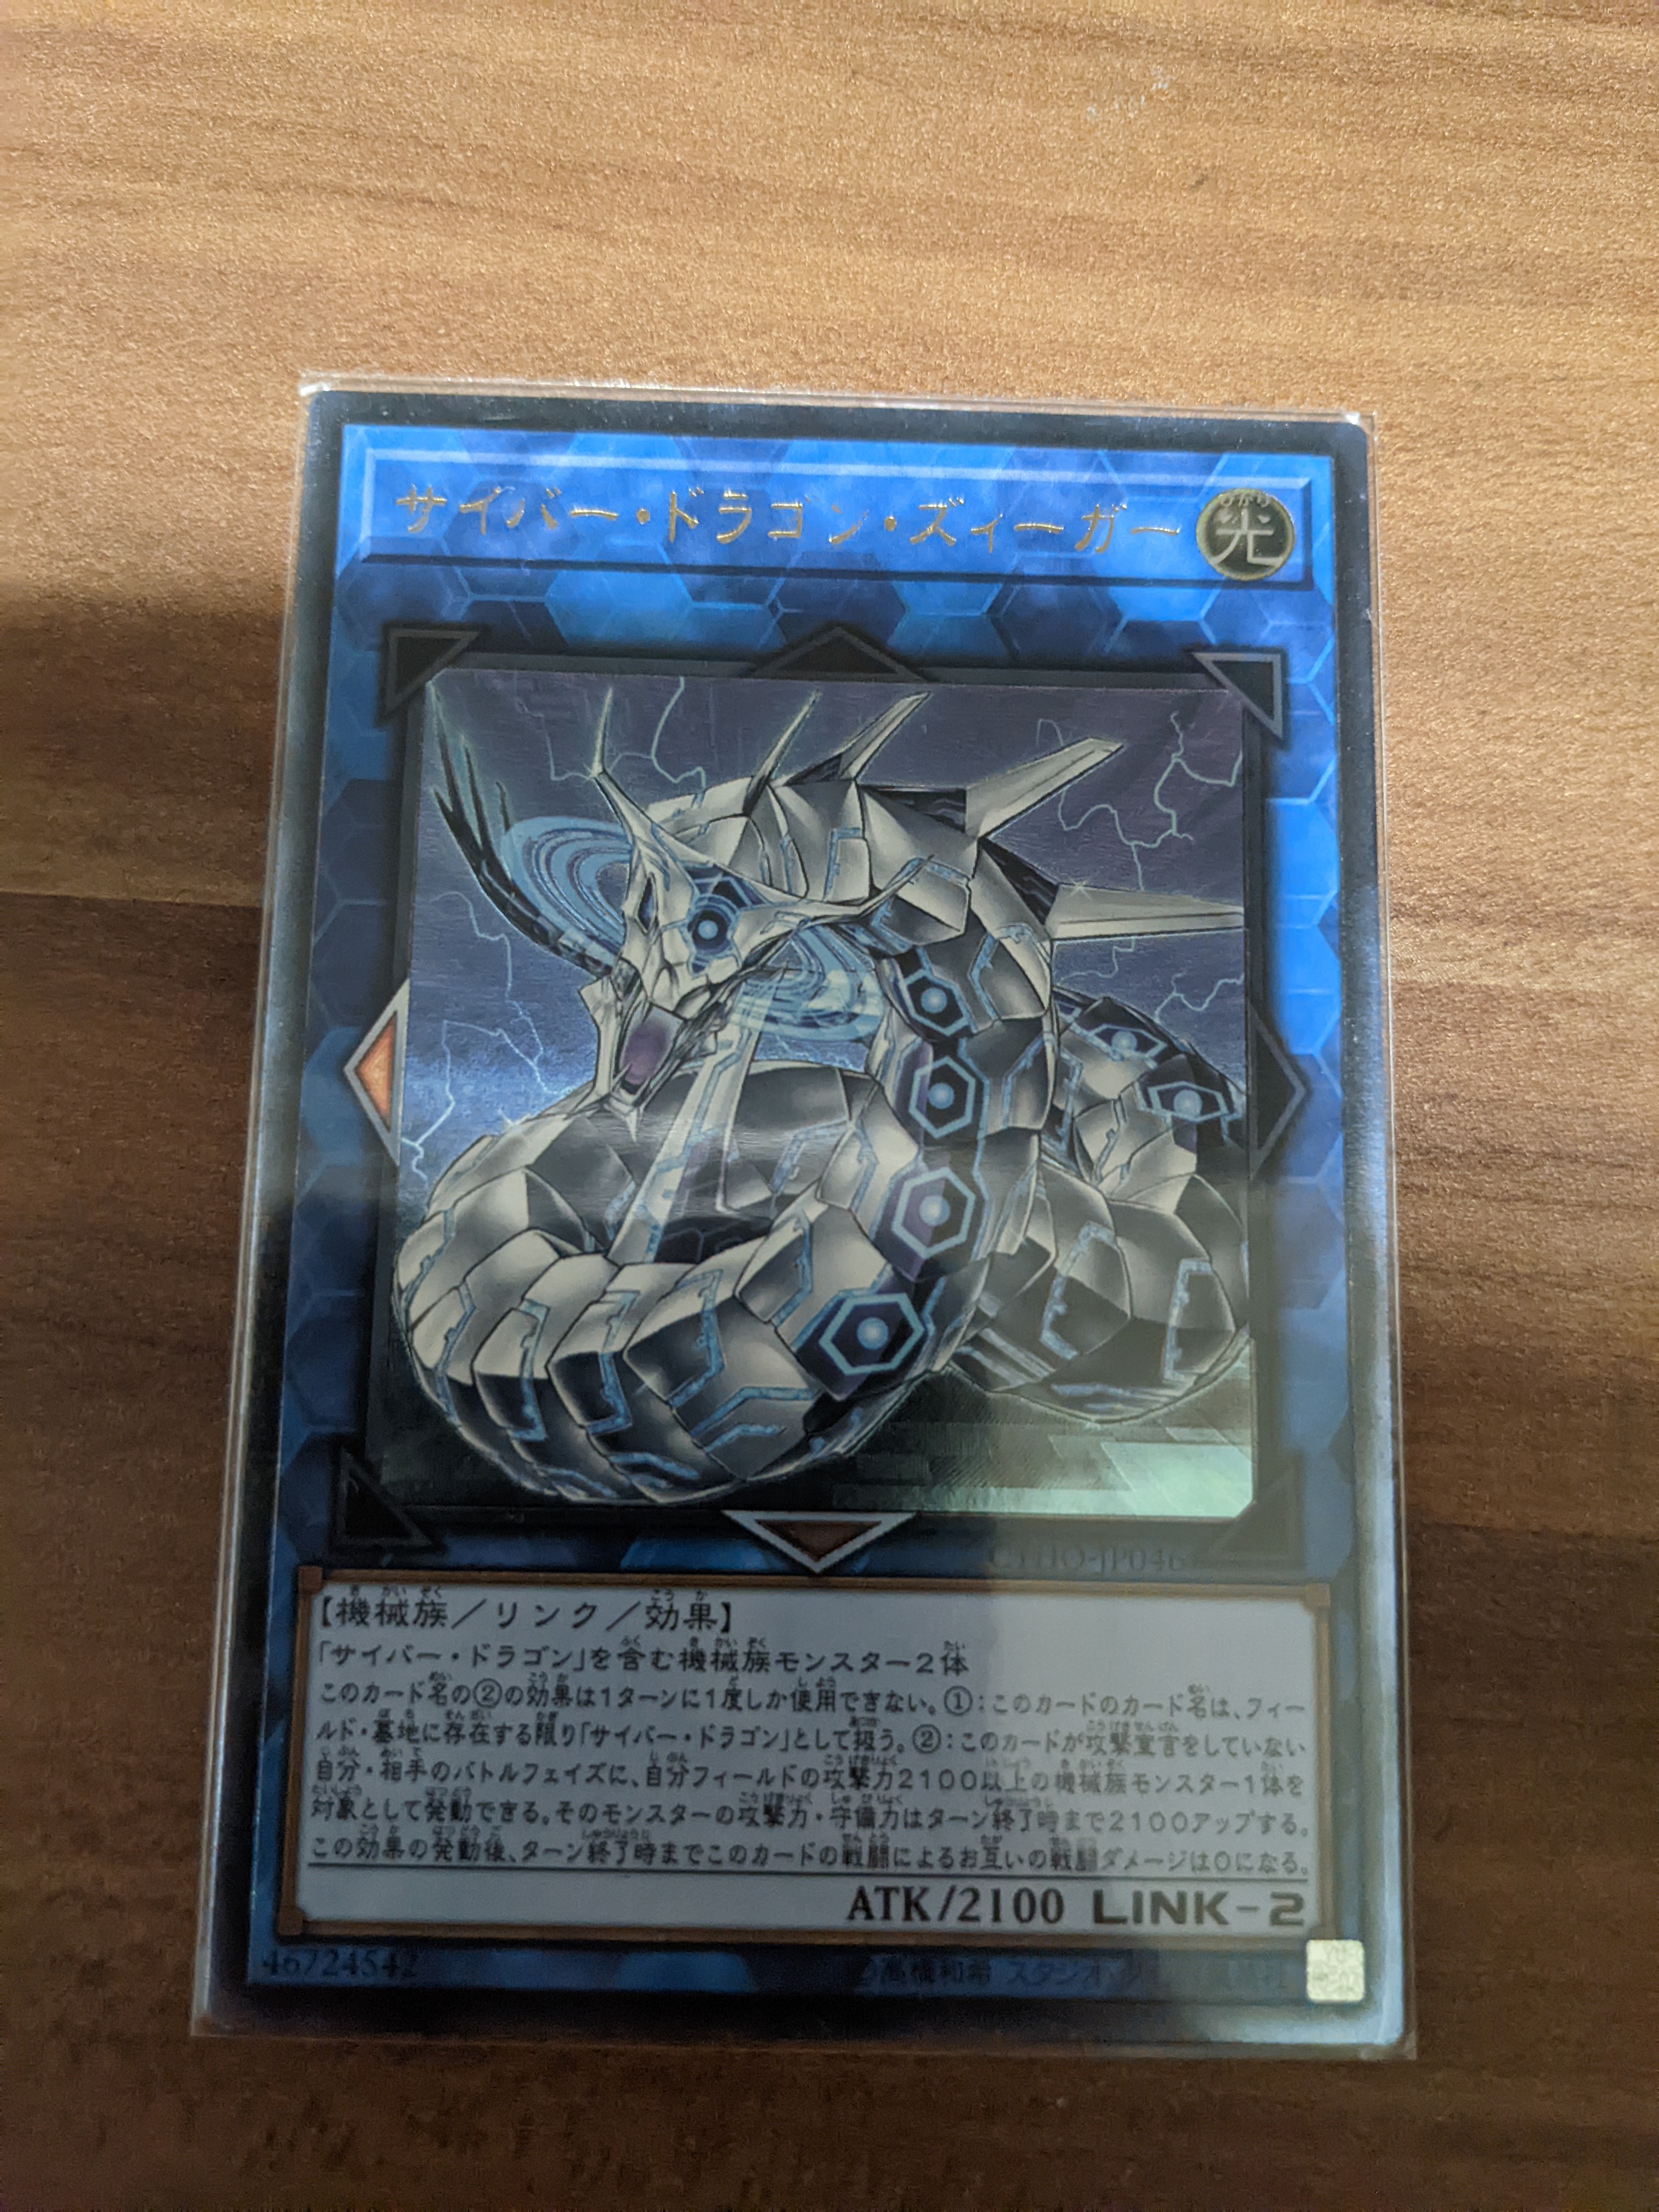 サイバー・ドラゴン・ズィーガー
光
CYHO-JP046
【機械族／リンク／効果】
「サイバー・ドラゴン」を含む機械族モンスター2体
このカード名の②の効果は1ターンに1度しか使用できない。①：このカードのカード名は、フィー
ルド・墓地に存在する限り「サイバー・ドラゴン」として扱う。②：このカードが攻撃宣言をしていない
自分・相手のバトルフェイズに、自分フィールドの攻撃力2100以上の機械族モンスター1体を
対象として発動できる。そのモンスターの攻撃力・守備力はターン終了時まで2100アップする。
この効果の発動後、ターン終了時までこのカードの戦闘によるお互いの戦闘ダメージは0になる。
ATK/2100 LINK-2
46724542
高橋和希 スタジオ